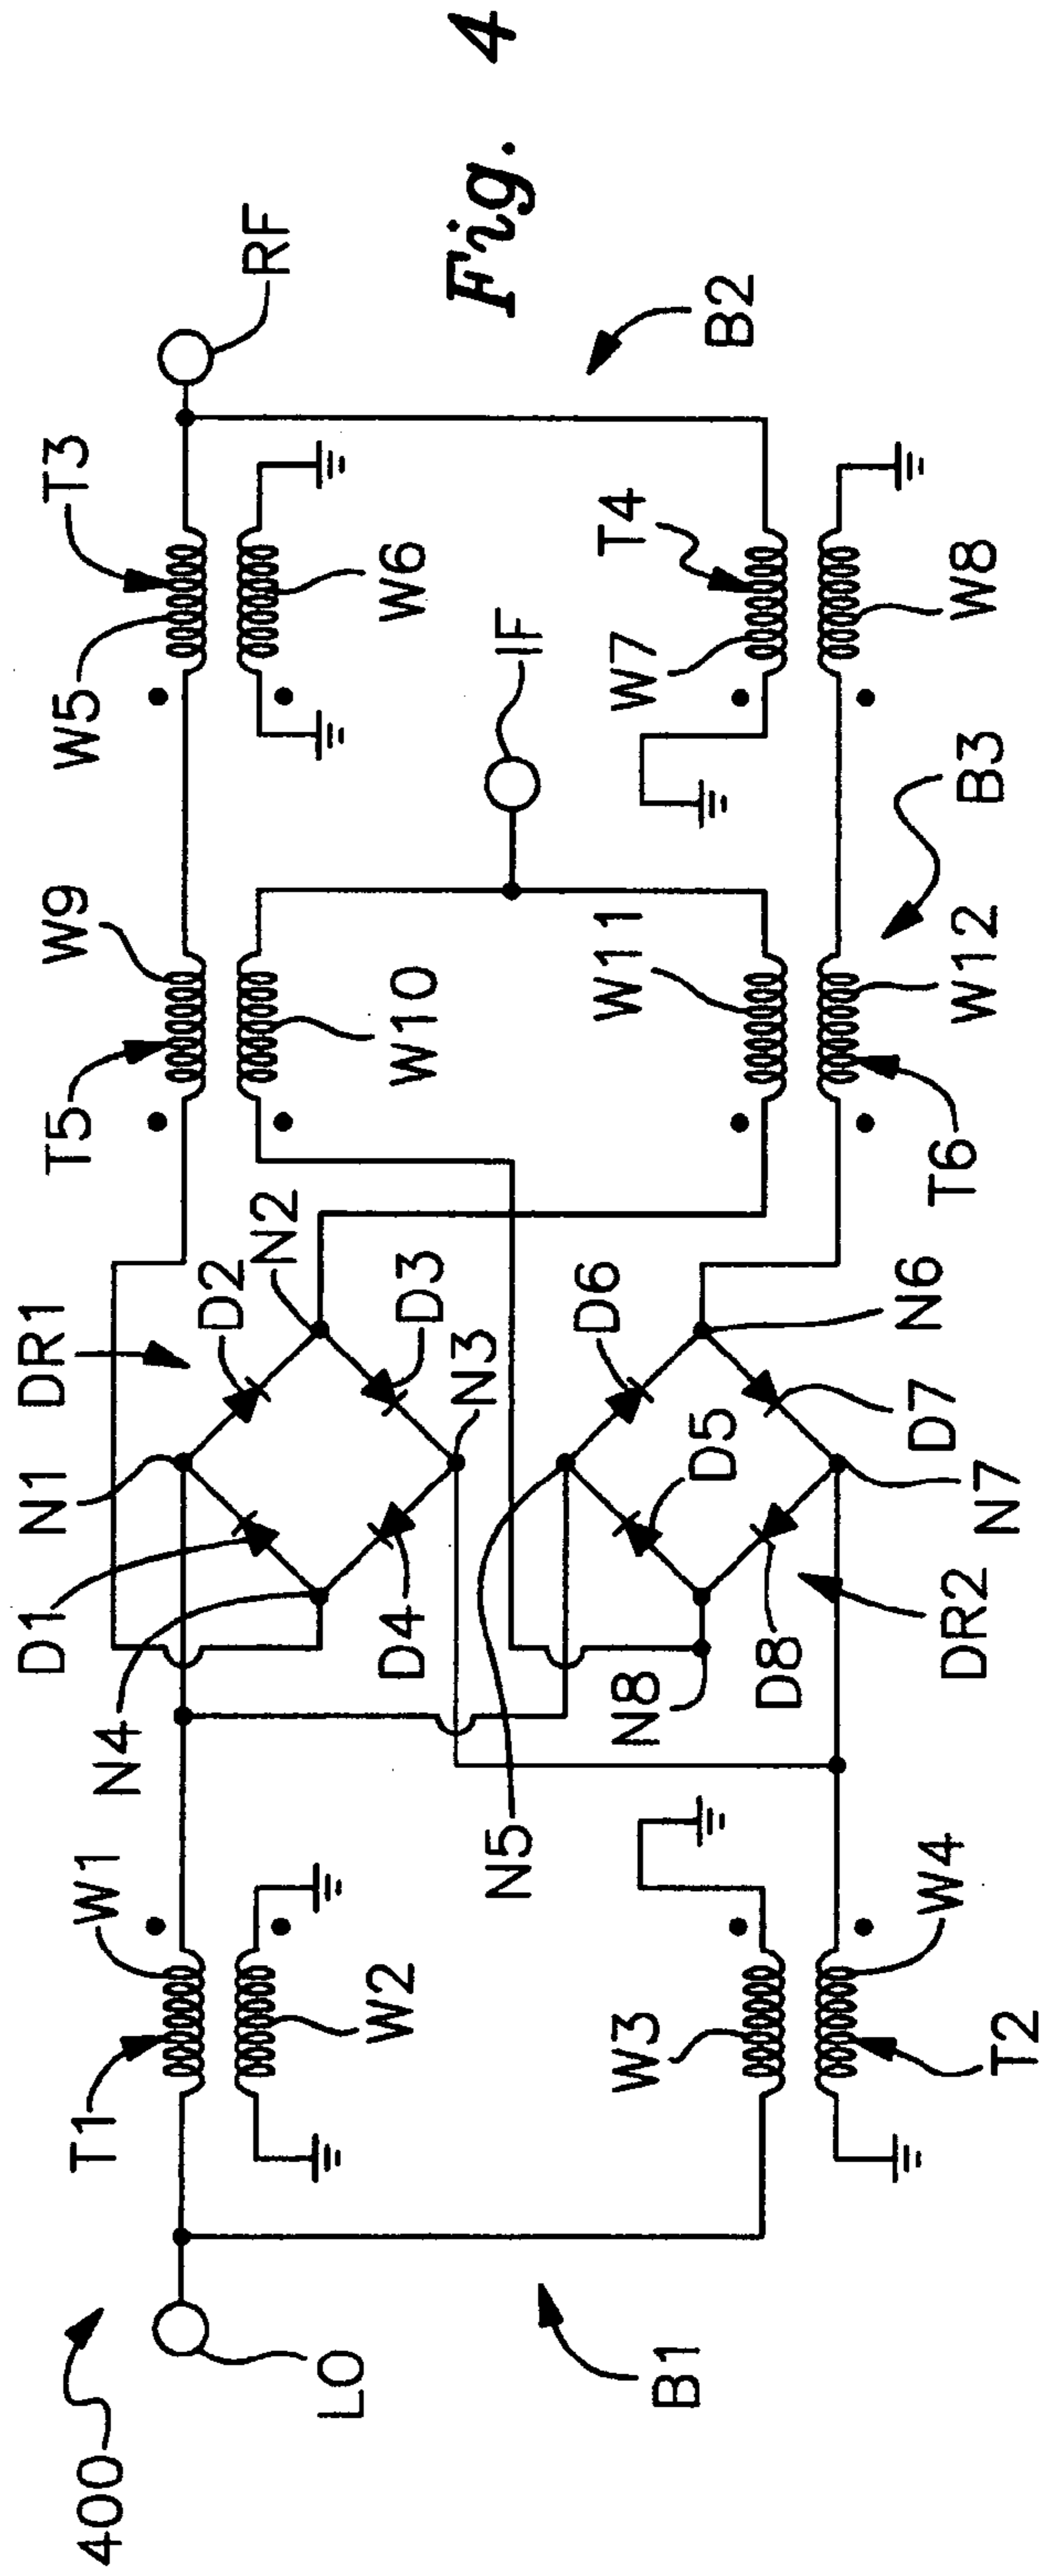 400
LO
B1
T1
W1
W2
W3
W4
T2
N4
D1
N1
DR1
D2
N2
D3
N3
D4
N5
N8
D5
D6
N6
D7
N7
D8
DR2
T5
W9
W10
W11
W12
T6
B3
IF
W5
T3
W6
W7
T4
W8
RF
B2
Fig. 4